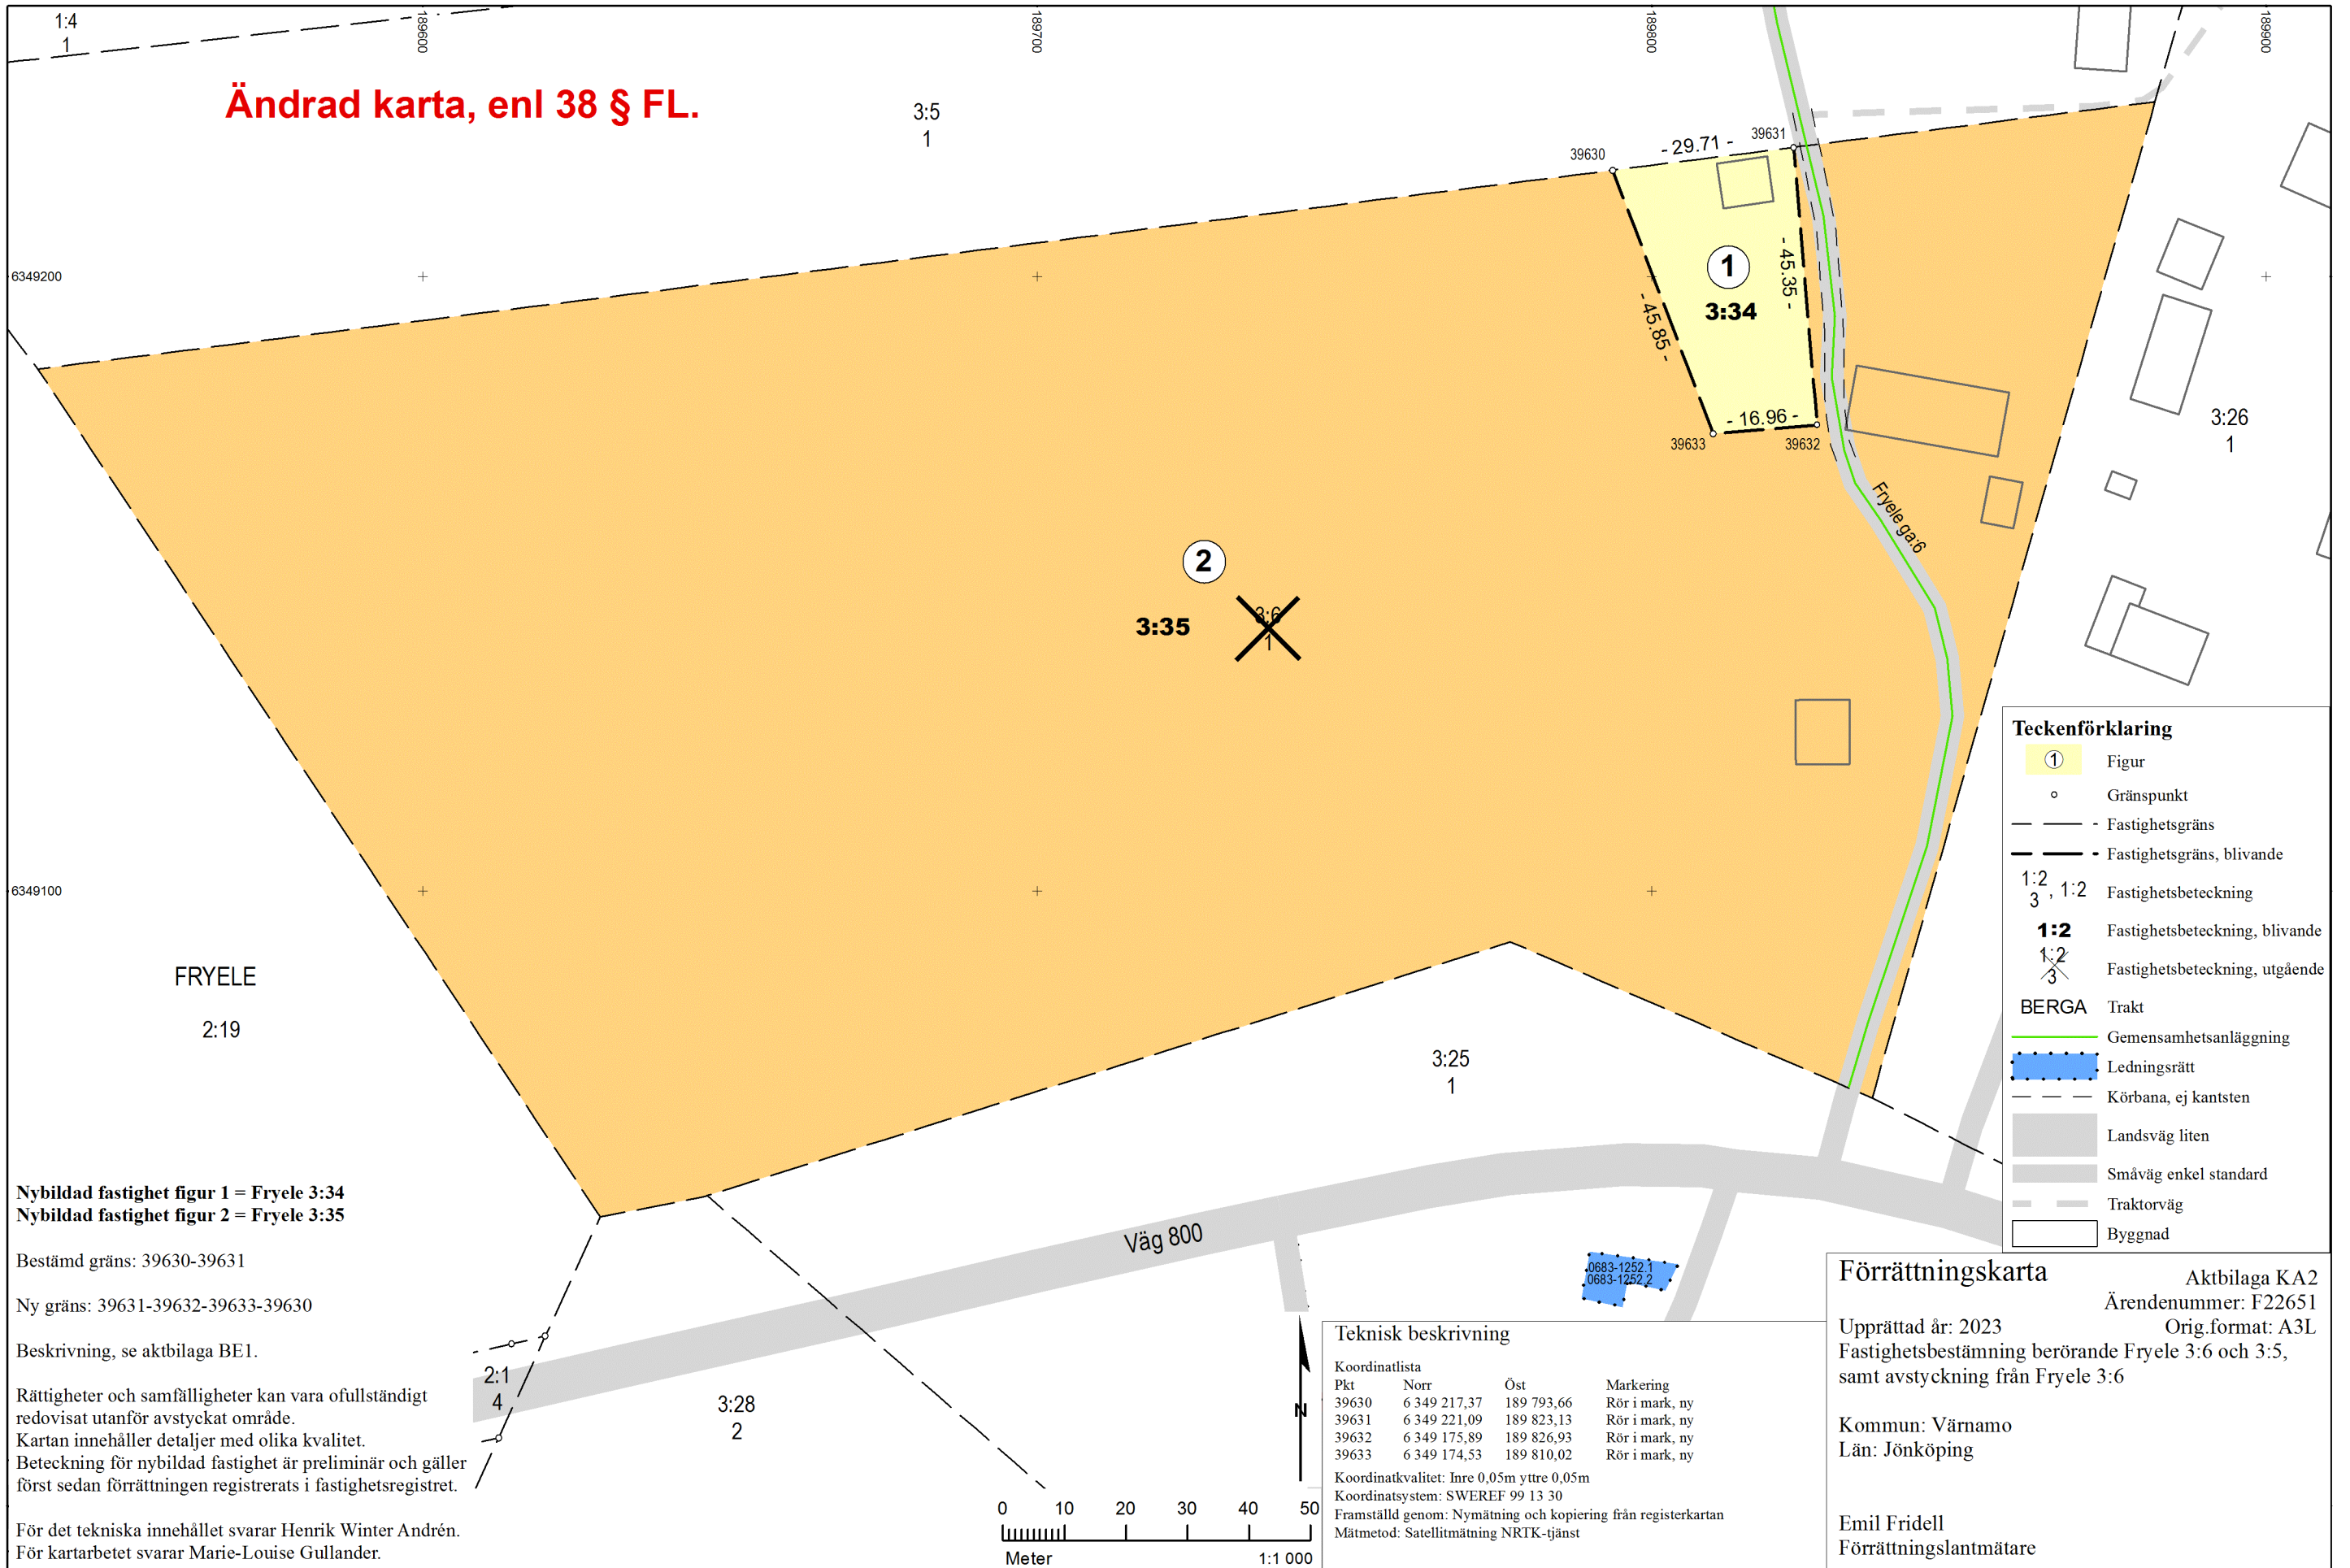 1:4
1
189600
189700
189800
189900
Ändrad karta, enl 38 § FL.
3:5
1
39630
- 29.71 -
39631
6349200
1
3:34
- 45.35 -
- 45.85 -
- 16.96 -
39633
39632
3:26
1
Fryele ga:6
2
3:35
3:6
1
6349100
FRYELE
2:19
3:25
1
Väg 800
0683-1252.1
0683-1252.2
2:1
4
3:28
2
Teckenförklaring
1
Figur
Gränspunkt
Fastighetsgräns
Fastighetsgräns, blivande
1:2
3 , 1:2
Fastighetsbeteckning
1:2
Fastighetsbeteckning, blivande
1:2
3
Fastighetsbeteckning, utgående
BERGA Trakt
Gemensamhetsanläggning
Ledningsrätt
Körbana, ej kantsten
Landsväg liten
Småväg enkel standard
Traktorväg
Byggnad
Nybildad fastighet figur 1 = Fryele 3:34
Nybildad fastighet figur 2 = Fryele 3:35
Bestämd gräns: 39630-39631
Ny gräns: 39631-39632-39633-39630
Beskrivning, se aktbilaga BE1.
Rättigheter och samfälligheter kan vara ofullständigt
redovisat utanför avstyckat område.
Kartan innehåller detaljer med olika kvalitet.
Beteckning för nybildad fastighet är preliminär och gäller
först sedan förrättningen registrerats i fastighetsregistret.
För det tekniska innehållet svarar Henrik Winter Andrén.
För kartarbetet svarar Marie-Louise Gullander.
N
0 10 20 30 40 50
Meter 1:1 000
Teknisk beskrivning
Koordinatlista
Pkt Norr Öst Markering
39630 6 349 217,37 189 793,66 Rör i mark, ny
39631 6 349 221,09 189 823,13 Rör i mark, ny
39632 6 349 175,89 189 826,93 Rör i mark, ny
39633 6 349 174,53 189 810,02 Rör i mark, ny
Koordinatkvalitet: Inre 0,05m yttre 0,05m
Koordinatsystem: SWEREF 99 13 30
Framställd genom: Nymätning och kopiering från registerkartan
Mätmetod: Satellitmätning NRTK-tjänst
Förrättningskarta
Aktbilaga KA2
Ärendenummer: F22651
Upprättad år: 2023 Orig.format: A3L
Fastighetsbestämning berörande Fryele 3:6 och 3:5,
samt avstyckning från Fryele 3:6
Kommun: Värnamo
Län: Jönköping
Emil Fridell
Förrättningslantmätare